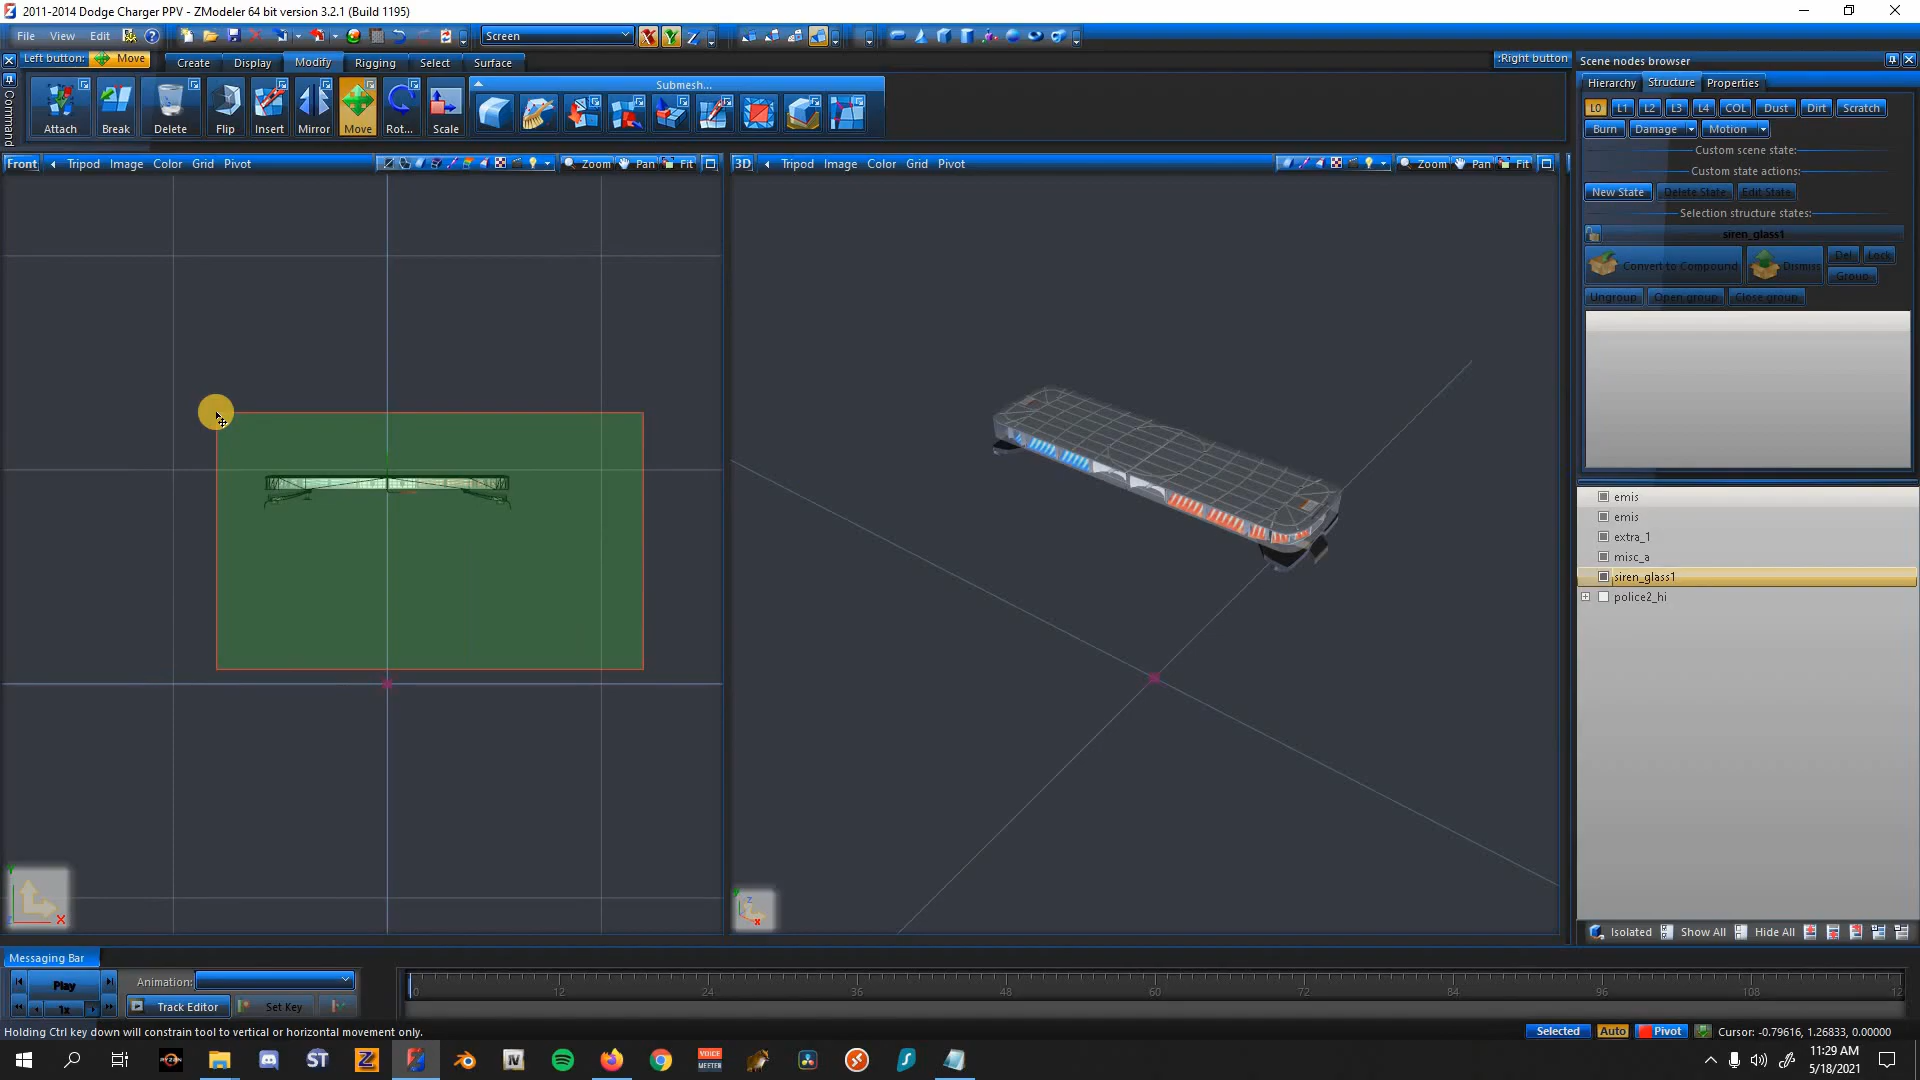 2011-2014 Dodge Charger PPV - ZModeler 64 bit version 3.2.1 (Build 1195)
File View Edit Screen X Y Z
Left button: Move :Right button
Create Display Modify Rigging Select Surface
Command
Submesh...
Attach Break Delete Flip Insert Mirror Move Rot... Scale
Front Tripod Image Color Grid Pivot Zoom Pan Fit
3D Tripod Image Color Grid Pivot Zoom Pan Fit
Scene nodes browser
Hierarchy Structure Properties
L0 L1 L2 L3 L4 COL Dust Dirt Scratch
Burn Damage Motion
Custom scene state:
Custom state actions:
New State Delete State Edit State
Selection structure states:
siren_glass1
Convert to Compound Dismiss Del Lock
Group
Ungroup Open group Close group
emis
emis
extra_1
misc_a
siren_glass1
police2_hi
Isolated Show All Hide All
Messaging Bar
Play Animation:
1x Track Editor Set Key
0 12 24 36 48 60 72 84 96 108 12
Holding Ctrl key down will constrain tool to vertical or horizontal movement only.
Selected Auto Pivot Cursor: -0.79616, 1.26833, 0.00000
RYZEN ST IV VOICE MEETER
11:29 AM
5/18/2021